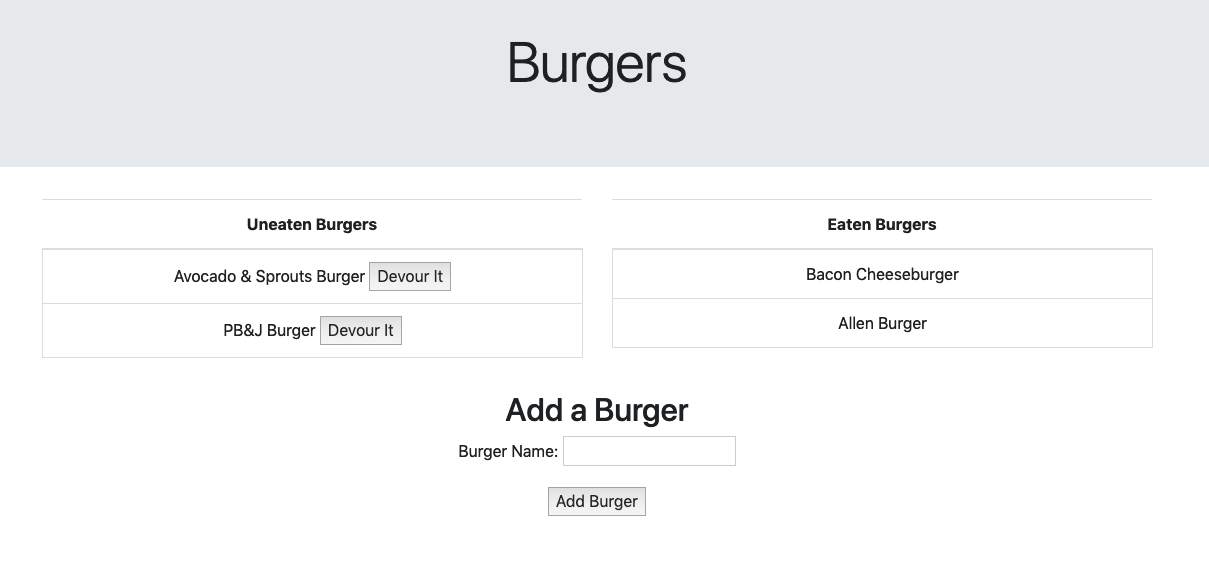 Burgers
Uneaten Burgers
Avocado & Sprouts Burger Devour It
PB&J Burger Devour It
Eaten Burgers
Bacon Cheeseburger
Allen Burger
Add a Burger
Burger Name:
Add Burger